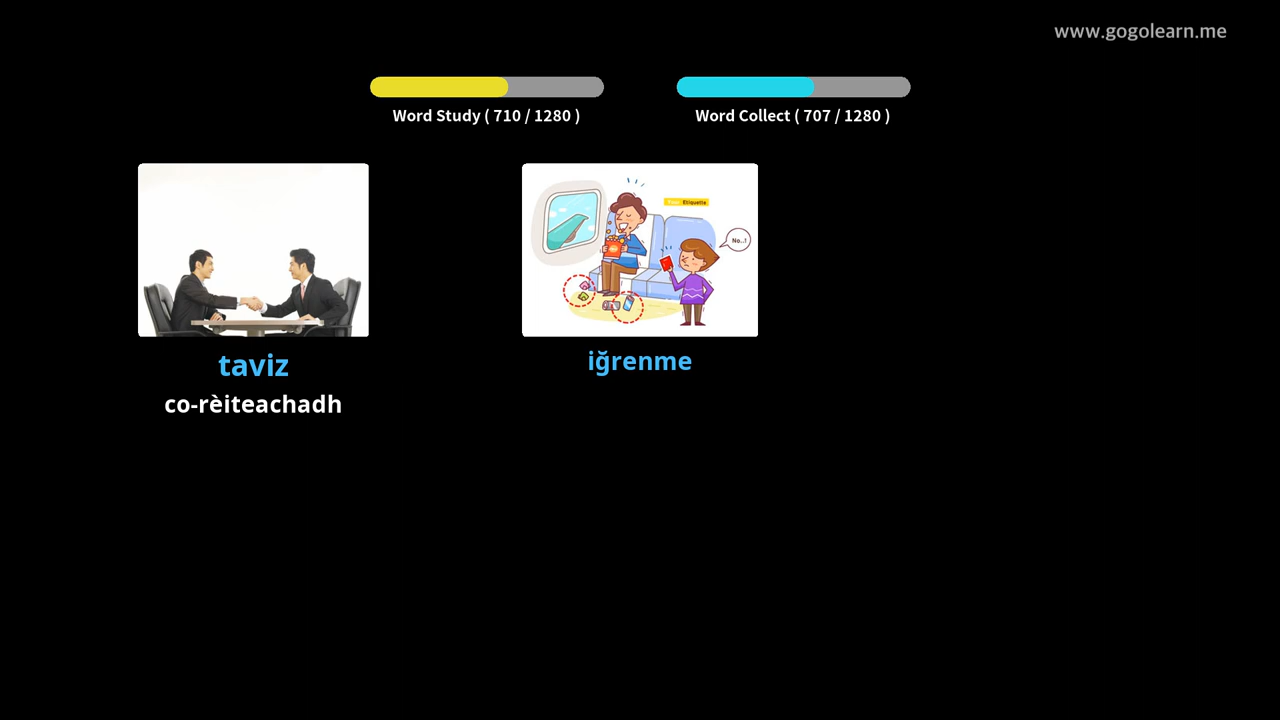 www.gogolearn.me
Word Study ( 710 / 1280 )
Word Collect ( 707 / 1280 )
Etiquette
No..!
taviz
iğrenme
co-rèiteachadh